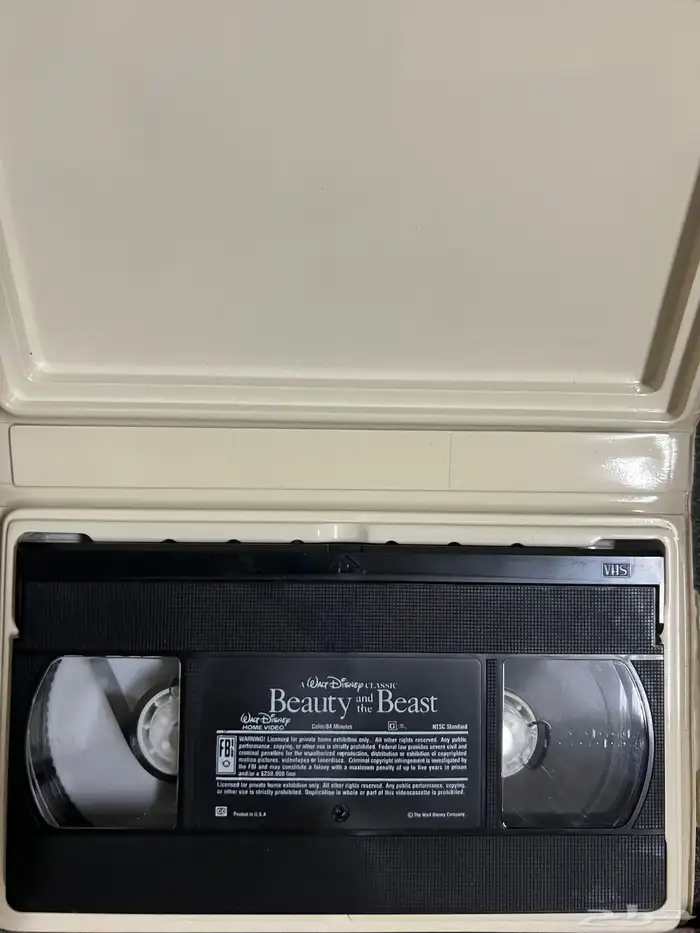 VHS
A WALT DISNEY CLASSIC
Beauty and the Beast
WALT DISNEY
HOME VIDEO
Color/84 Minutes G NTSC Standard
FBI
WARNING! Licensed for private home exhibition only. All other rights reserved. Any public
performance, copying, or other use is strictly prohibited. Federal law provides severe civil and
criminal penalties for the unauthorized reproduction, distribution or exhibition of copyrighted
motion pictures, videotapes or laserdiscs. Criminal copyright infringement is investigated by
the FBI and may constitute a felony with a maximum penalty of up to five years in prison
and/or a $250,000 fine.
Licensed for private home exhibition only. All other rights reserved. Any public performance, copying,
or other use is strictly prohibited. Duplication in whole or part of this videocassette is prohibited.
CC Printed in U.S.A © The Walt Disney Company
حراج